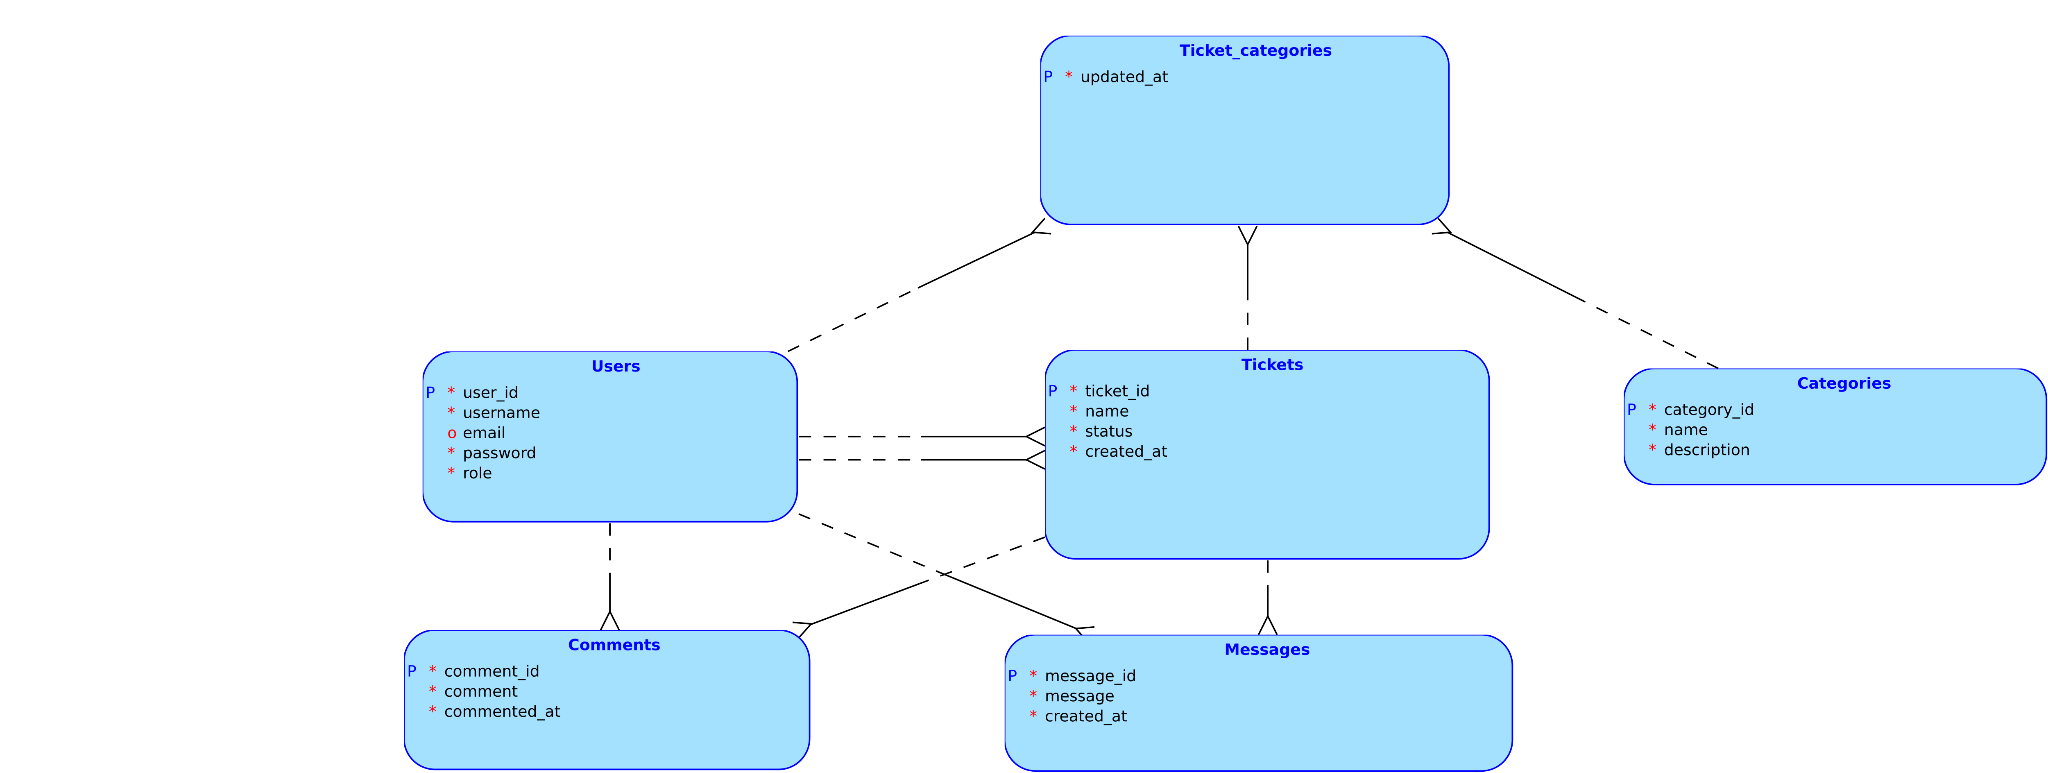 Ticket_categories
P * updated_at
Users
P * user_id
* username
o email
* password
* role
Tickets
P * ticket_id
* name
* status
* created_at
Categories
P * category_id
* name
* description
Comments
P * comment_id
* comment
* commented_at
Messages
P * message_id
* message
* created_at